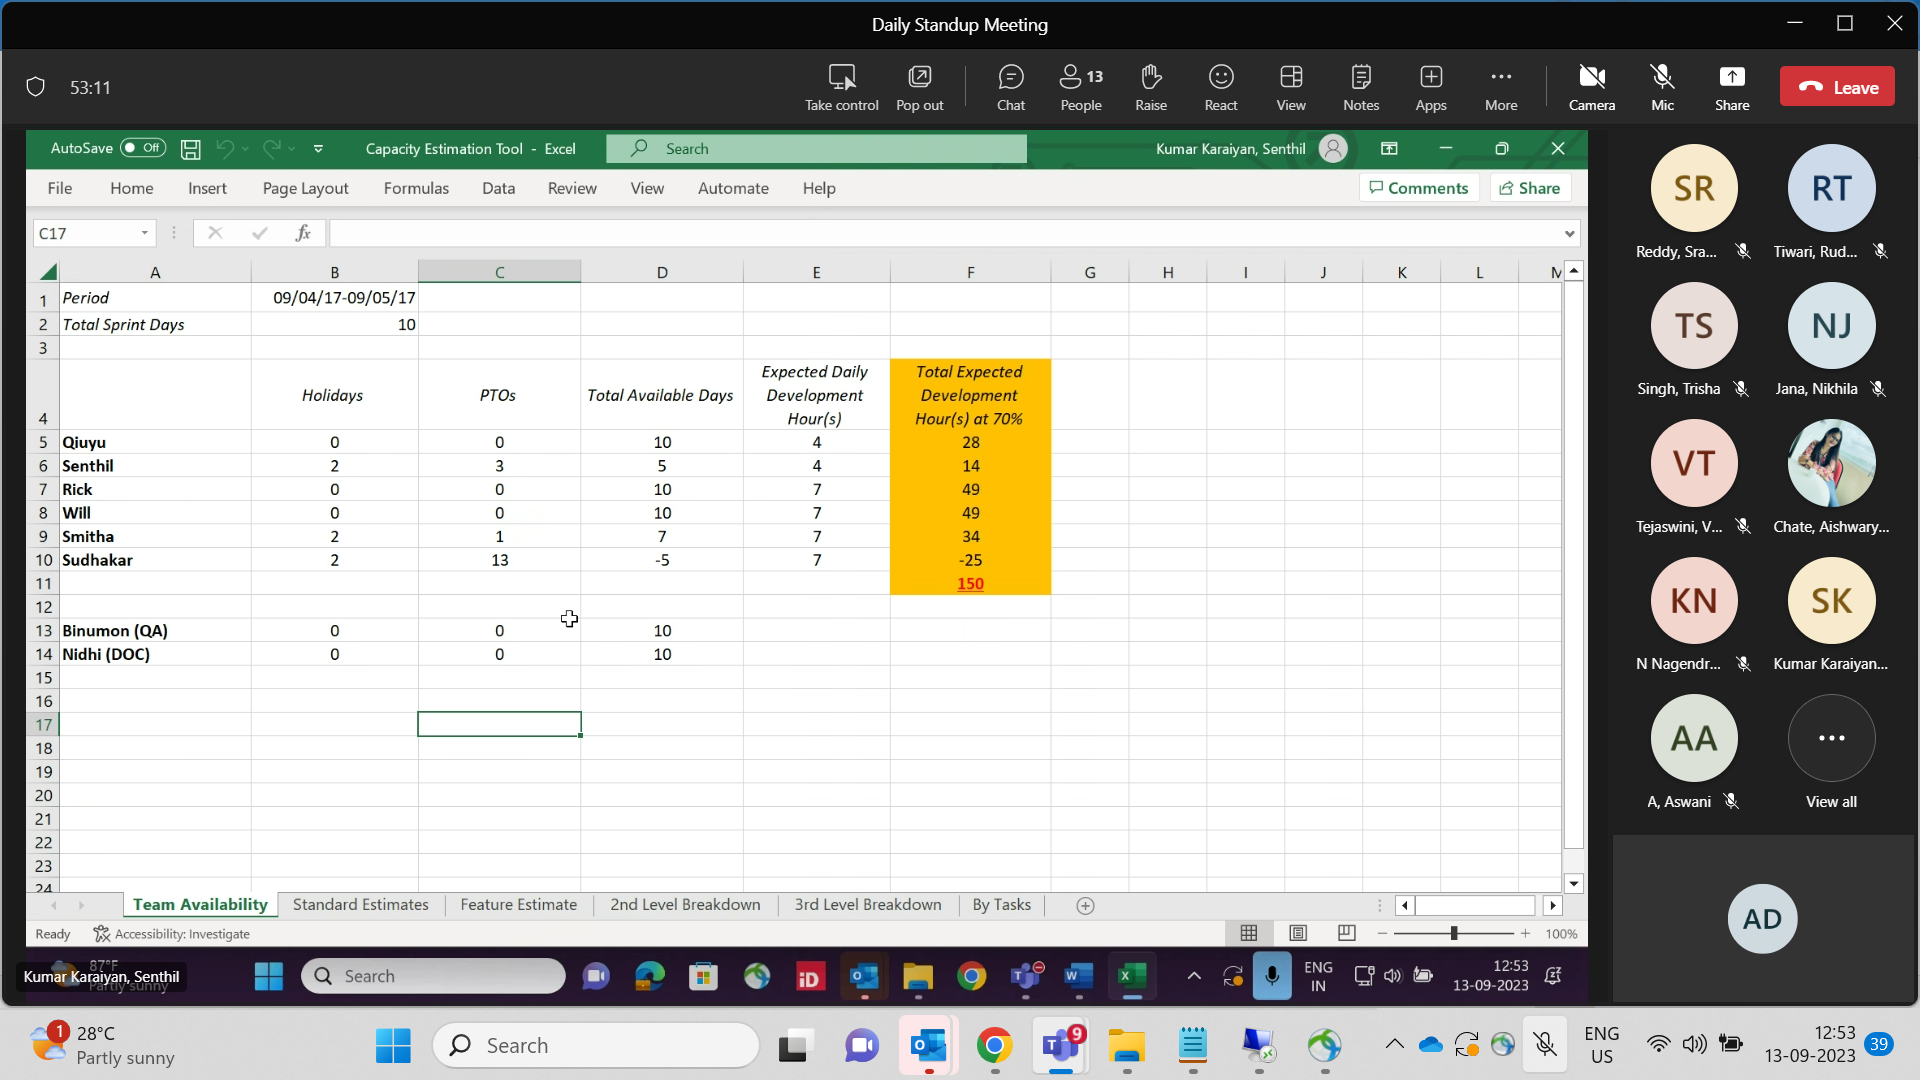 Daily Standup Meeting
53:11
Take control
Pop out
Chat
13
People
Raise
React
View
Notes
Apps
More
Camera
Mic
Share
Leave
AutoSave Off
Capacity Estimation Tool - Excel
Search
Kumar Karaiyan, Senthil
File Home Insert Page Layout Formulas Data Review View Automate Help
Comments
Share
C17
fx
A B C D E F G H I J K L
1 Period 09/04/17-09/05/17
2 Total Sprint Days 10
3
4 Holidays PTOs Total Available Days Expected Daily Development Hour(s) Total Expected Development Hour(s) at 70%
5 Qiuyu 0 0 10 4 28
6 Senthil 2 3 5 4 14
7 Rick 0 0 10 7 49
8 Will 0 0 10 7 49
9 Smitha 2 1 7 7 34
10 Sudhakar 2 13 -5 7 -25
11 150
12
13 Binumon (QA) 0 0 10
14 Nidhi (DOC) 0 0 10
15
16
17
18
19
20
21
22
23
24
Team Availability Standard Estimates Feature Estimate 2nd Level Breakdown 3rd Level Breakdown By Tasks
Ready Accessibility: Investigate 100%
87°F
Partly sunny
Kumar Karaiyan, Senthil
Search
iD
ENG
IN
12:53
13-09-2023
SR
Reddy, Sra...
RT
Tiwari, Rud...
TS
Singh, Trisha
NJ
Jana, Nikhila
VT
Tejaswini, V...
Chate, Aishwary...
KN
N Nagendr...
SK
Kumar Karaiyan...
AA
A, Aswani
View all
AD
1
28°C
Partly sunny
Search
9
ENG
US
12:53
13-09-2023
39